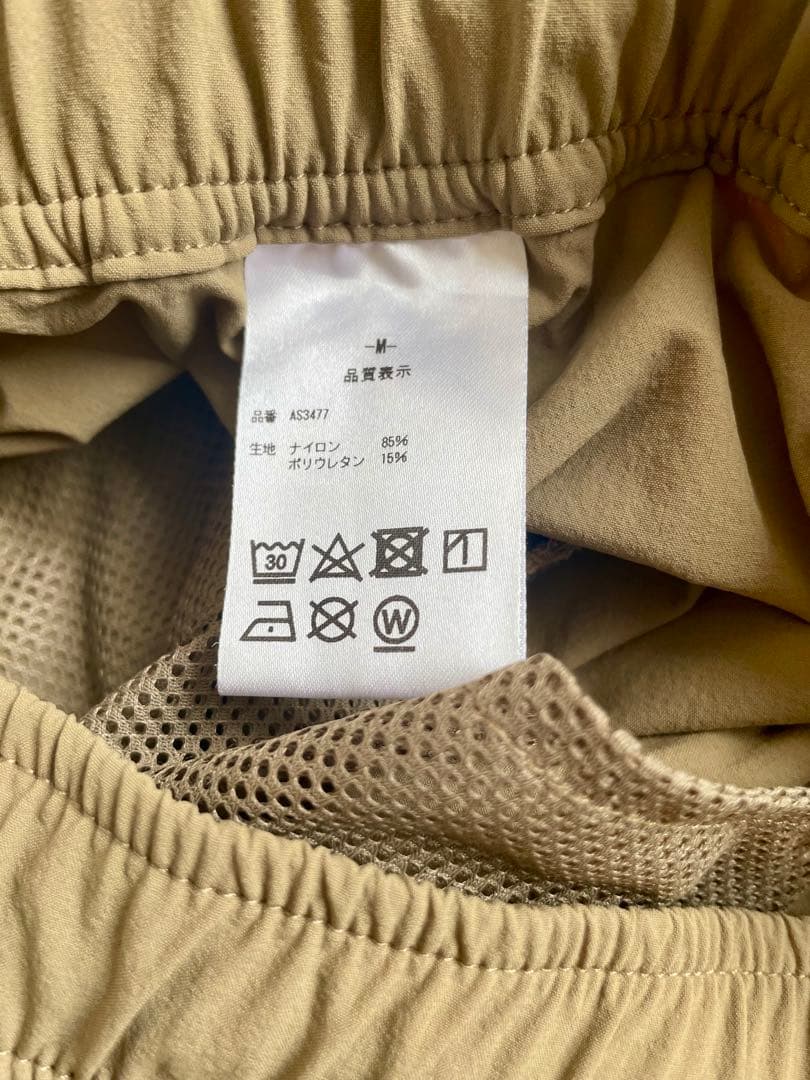 -M-
品質表示
品番 AS3477
生地 ナイロン 85%
ポリウレタン 15%
30
W